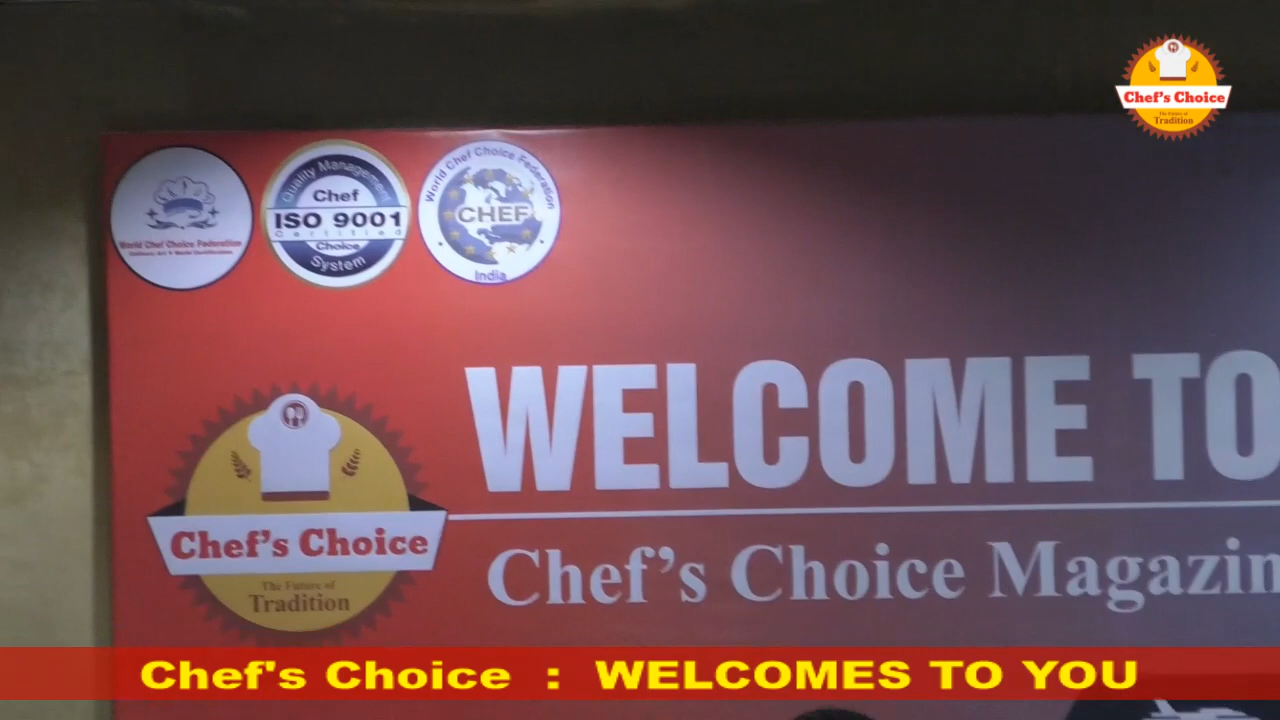 Chef's Choice
The Future of
Tradition
World Chef Choice Federation
Quality Management
Chef
ISO 9001
Certified
Choice
System
World Chef Choice Federation
CHEF
India
WELCOME TO
Chef's Choice
The Future of
Tradition
Chef's Choice Magazin
Chef's Choice : WELCOMES TO YOU